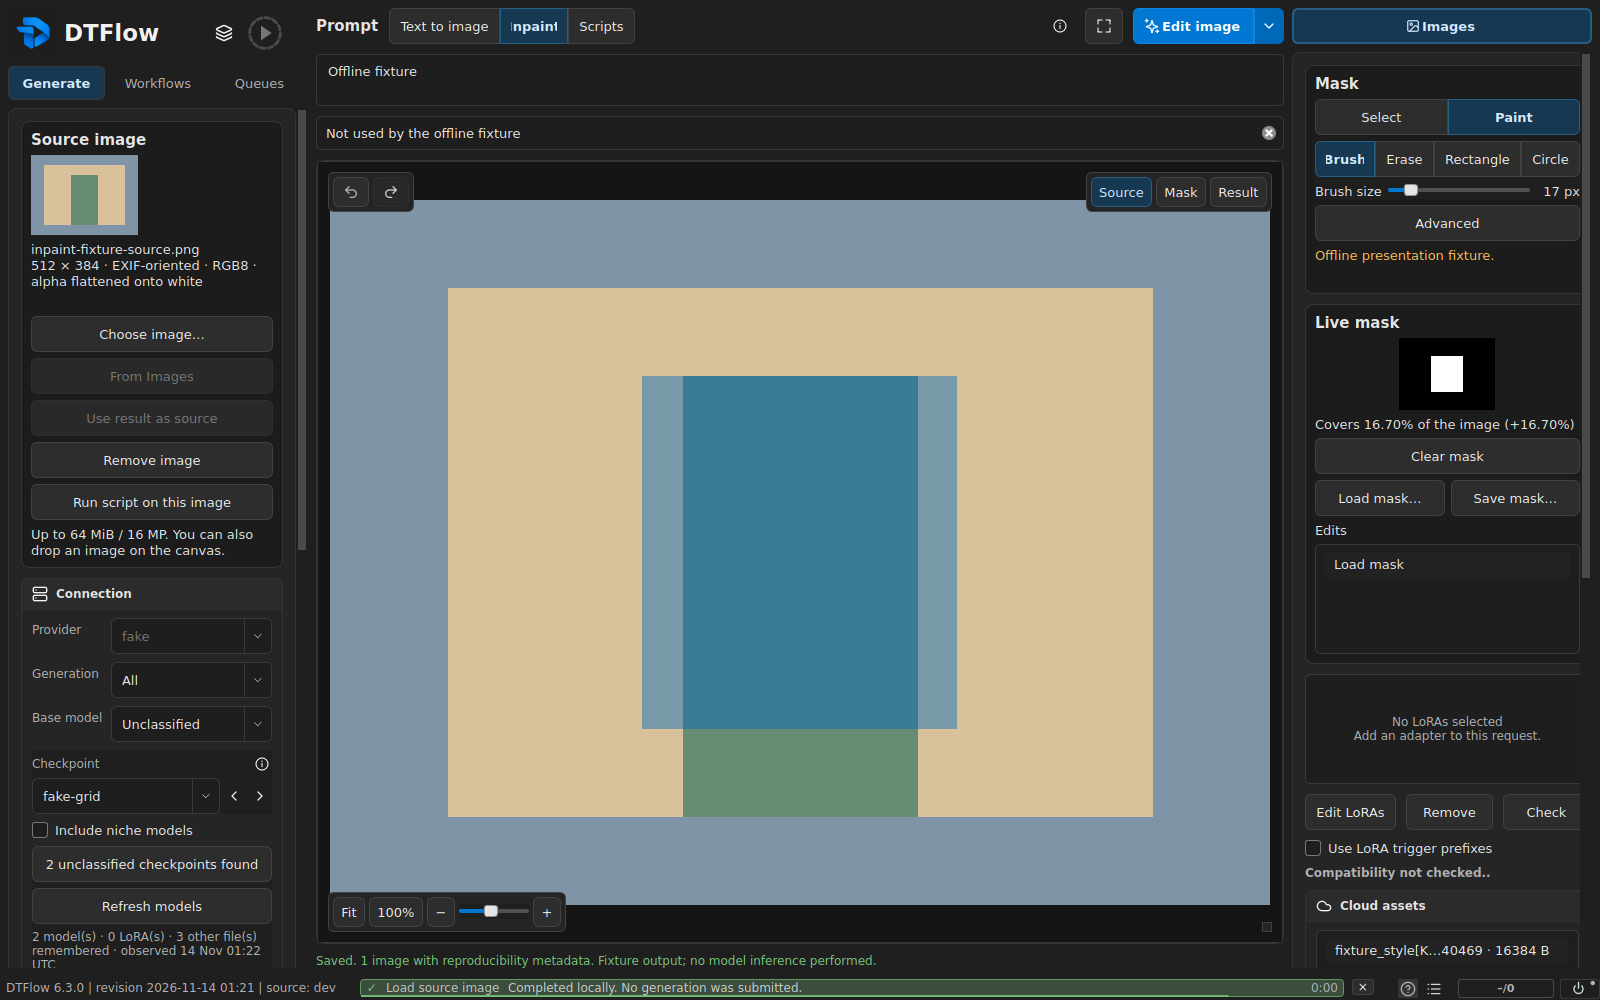 DTFlow
Generate Workflows Queues
Source image
inpaint-fixture-source.png
512 × 384 · EXIF-oriented · RGB8 ·
alpha flattened onto white
Choose image...
From Images
Use result as source
Remove image
Run script on this image
Up to 64 MiB / 16 MP. You can also
drop an image on the canvas.
Connection
Provider fake
Generation All
Base model Unclassified
Checkpoint
fake-grid
Include niche models
2 unclassified checkpoints found
Refresh models
2 model(s) · 0 LoRA(s) · 3 other file(s)
remembered · observed 14 Nov 01:22
UTC
Prompt Text to image Inpaint Scripts Edit image
Offline fixture
Not used by the offline fixture
Source Mask Result
Fit 100% − +
Saved. 1 image with reproducibility metadata. Fixture output; no model inference performed.
Images
Mask
Select Paint
Brush Erase Rectangle Circle
Brush size 17 px
Advanced
Offline presentation fixture.
Live mask
Covers 16.70% of the image (+16.70%)
Clear mask
Load mask... Save mask...
Edits
Load mask
No LoRAs selected
Add an adapter to this request.
Edit LoRAs Remove Check
Use LoRA trigger prefixes
Compatibility not checked..
Cloud assets
fixture_style[K...40469 · 16384 B
DTFlow 6.3.0 | revision 2026-11-14 01:21 | source: dev ✓ Load source image Completed locally. No generation was submitted. 0:00 –/0